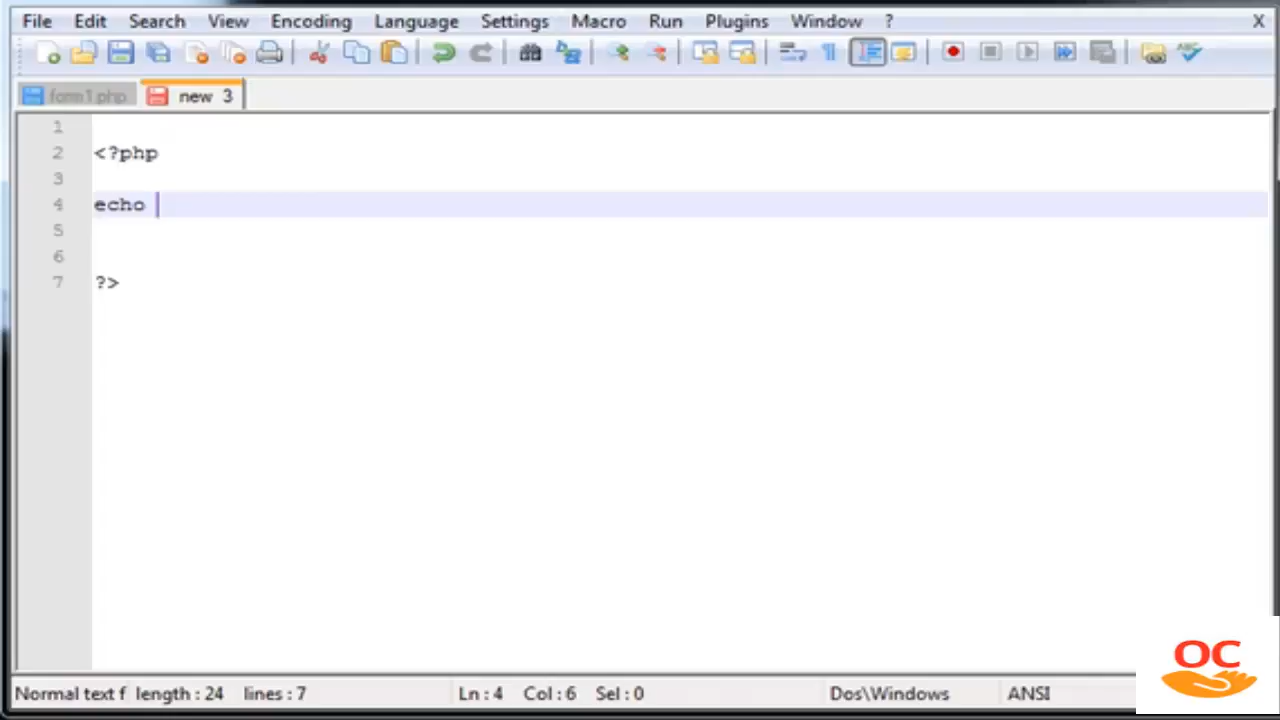 File Edit Search View Encoding Language Settings Macro Run Plugins Window ? X
form1.php new 3
1
2 <?php
3
4 echo
5
6
7 ?>
OC
Normal text f length : 24 lines : 7 Ln : 4 Col : 6 Sel : 0 Dos\Windows ANSI